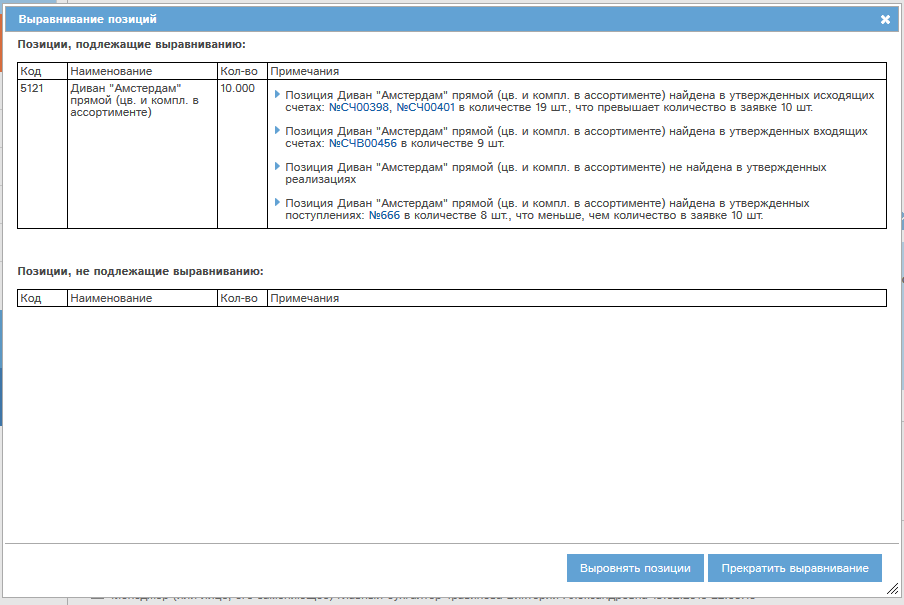 Выравнивание позиций
Позиции, подлежащие выравниванию:
Код Наименование Кол-во Примечания
5121 Диван "Амстердам" 10.000
прямой (цв. и компл. в
ассортименте)
Позиция Диван "Амстердам" прямой (цв. и компл. в ассортименте) найдена в утвержденных исходящих
счетах: №СЧ00398, №СЧ00401 в количестве 19 шт., что превышает количество в заявке 10 шт.
Позиция Диван "Амстердам" прямой (цв. и компл. в ассортименте) найдена в утвержденных входящих
счетах: №СЧВ00456 в количестве 9 шт.
Позиция Диван "Амстердам" прямой (цв. и компл. в ассортименте) не найдена в утвержденных
реализациях
Позиция Диван "Амстердам" прямой (цв. и компл. в ассортименте) найдена в утвержденных
поступлениях: №666 в количестве 8 шт., что меньше, чем количество в заявке 10 шт.
Позиции, не подлежащие выравниванию:
Код Наименование Кол-во Примечания
Выровнять позиции Прекратить выравнивание